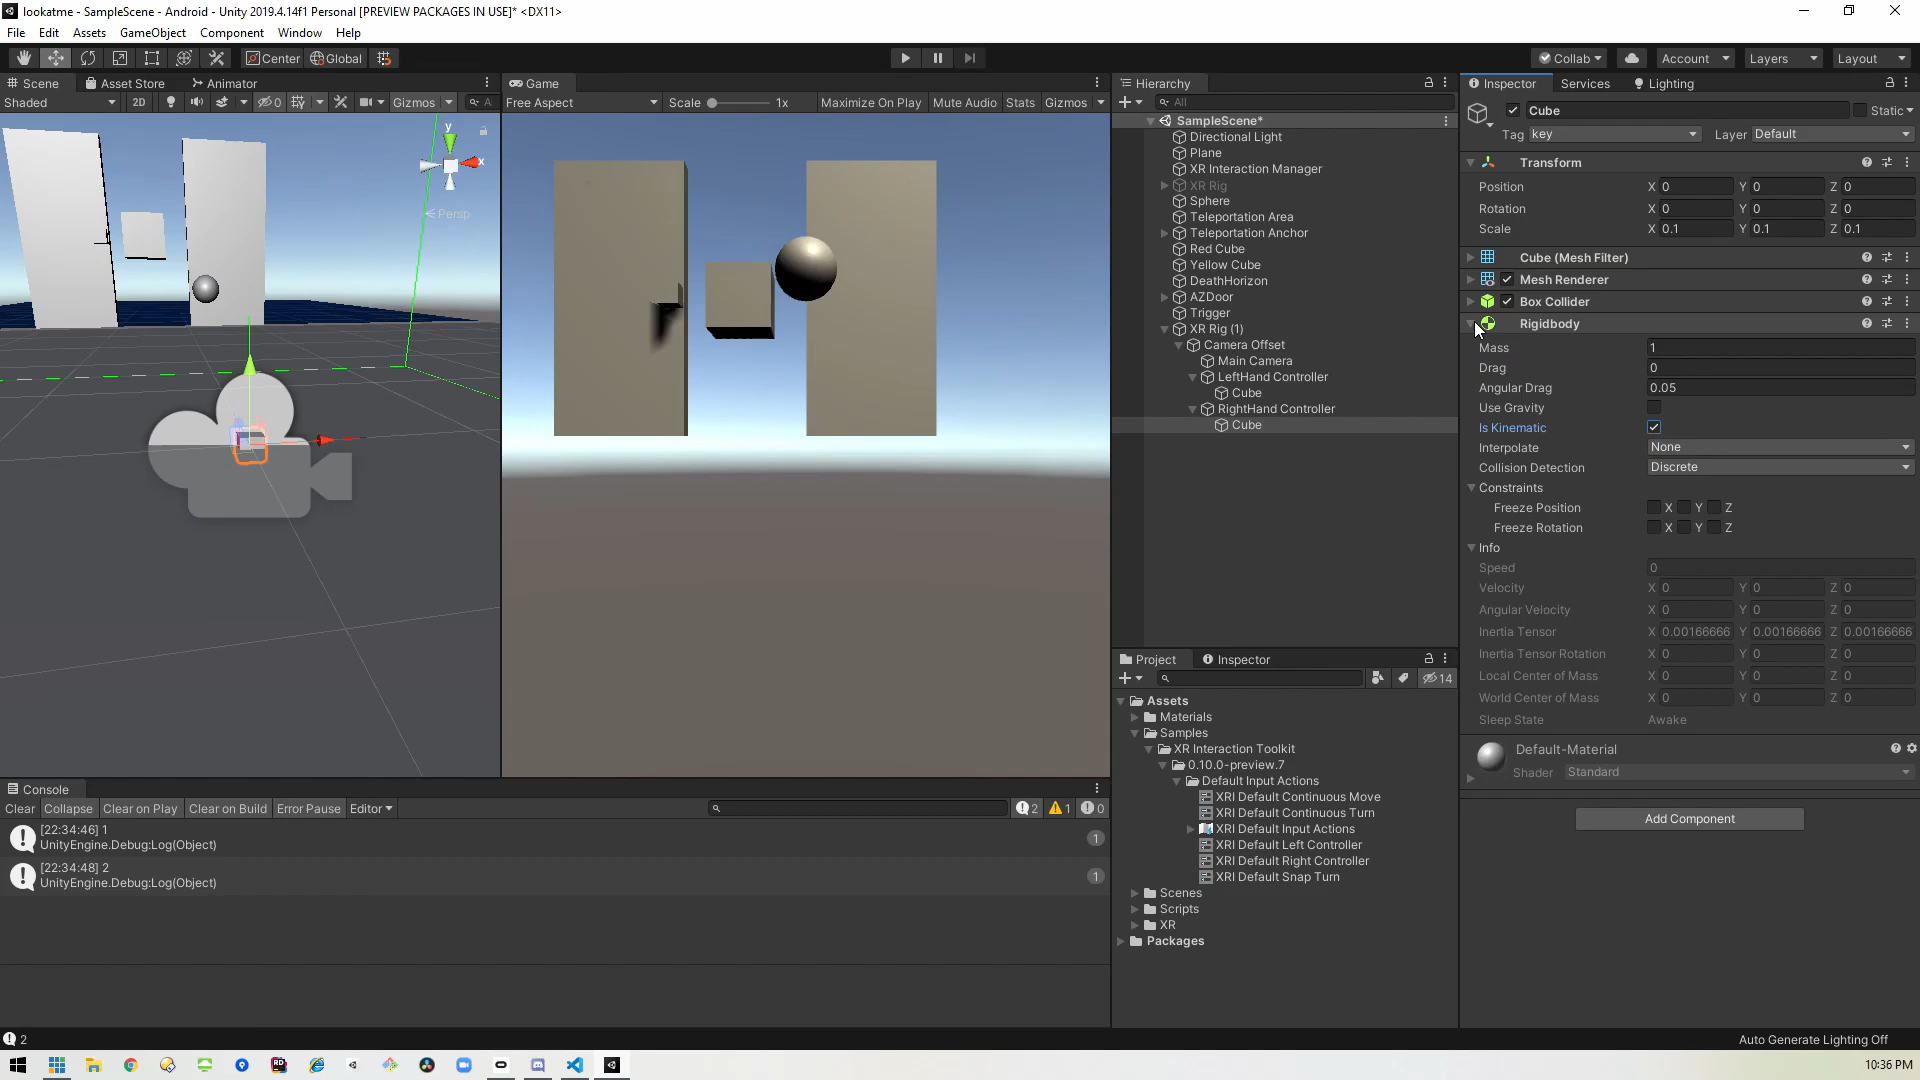 lookatme - SampleScene - Android - Unity 2019.4.14f1 Personal [PREVIEW PACKAGES IN USE]* <DX11>
File Edit Assets GameObject Component Window Help
Center Global Collab Account Layers Layout
Scene Asset Store Animator
Shaded 2D 0 Gizmos A
y
x
Persp
Game
Free Aspect Scale 1x Maximize On Play Mute Audio Stats Gizmos
Hierarchy
All
SampleScene*
Directional Light
Plane
XR Interaction Manager
XR Rig
Sphere
Teleportation Area
Teleportation Anchor
Red Cube
Yellow Cube
DeathHorizon
AZDoor
Trigger
XR Rig (1)
Camera Offset
Main Camera
LeftHand Controller
Cube
RightHand Controller
Cube
Project Inspector
14
Assets
Materials
Samples
XR Interaction Toolkit
0.10.0-preview.7
Default Input Actions
XRI Default Continuous Move
XRI Default Continuous Turn
XRI Default Input Actions
XRI Default Left Controller
XRI Default Right Controller
XRI Default Snap Turn
Scenes
Scripts
XR
Packages
Inspector Services Lighting
Cube Static
Tag key Layer Default
Transform
Position X 0 Y 0 Z 0
Rotation X 0 Y 0 Z 0
Scale X 0.1 Y 0.1 Z 0.1
Cube (Mesh Filter)
Mesh Renderer
Box Collider
Rigidbody
Mass 1
Drag 0
Angular Drag 0.05
Use Gravity
Is Kinematic
Interpolate None
Collision Detection Discrete
Constraints
Freeze Position X Y Z
Freeze Rotation X Y Z
Info
Speed 0
Velocity X 0 Y 0 Z 0
Angular Velocity X 0 Y 0 Z 0
Inertia Tensor X 0.00166666 Y 0.00166666 Z 0.00166666
Inertia Tensor Rotation X 0 Y 0 Z 0
Local Center of Mass X 0 Y 0 Z 0
World Center of Mass X 0 Y 0 Z 0
Sleep State Awake
Default-Material
Shader Standard
Add Component
Console
Clear Collapse Clear on Play Clear on Build Error Pause Editor 2 1 0
[22:34:46] 1
UnityEngine.Debug:Log(Object) 1
[22:34:48] 2
UnityEngine.Debug:Log(Object) 1
2
Auto Generate Lighting Off
10:36 PM